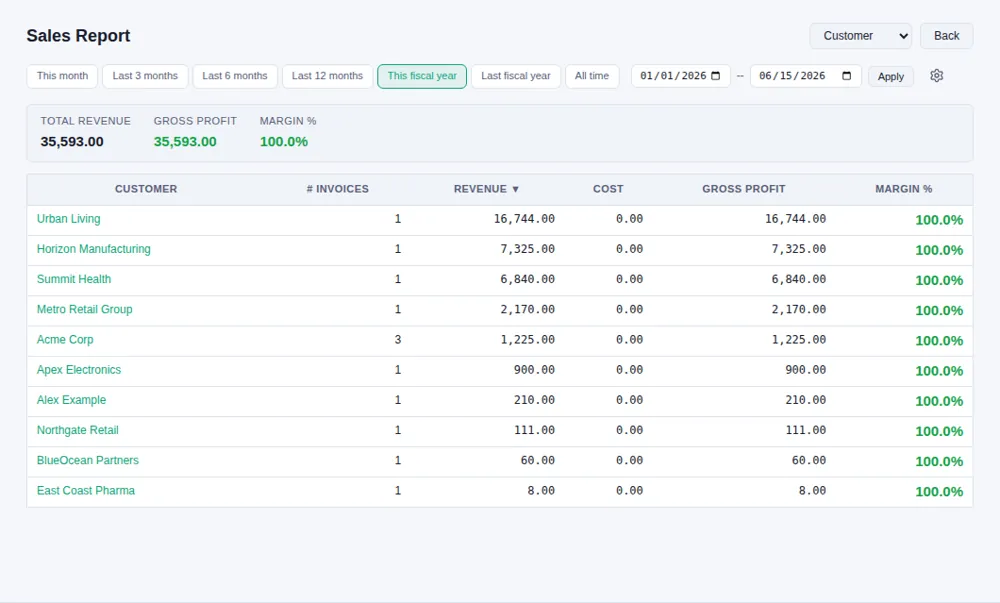 Sales Report
Customer Back
This month Last 3 months Last 6 months Last 12 months This fiscal year Last fiscal year All time 01/01/2026 -- 06/15/2026 Apply
TOTAL REVENUE GROSS PROFIT MARGIN %
35,593.00 35,593.00 100.0%
CUSTOMER # INVOICES REVENUE ▼ COST GROSS PROFIT MARGIN %
Urban Living 1 16,744.00 0.00 16,744.00 100.0%
Horizon Manufacturing 1 7,325.00 0.00 7,325.00 100.0%
Summit Health 1 6,840.00 0.00 6,840.00 100.0%
Metro Retail Group 1 2,170.00 0.00 2,170.00 100.0%
Acme Corp 3 1,225.00 0.00 1,225.00 100.0%
Apex Electronics 1 900.00 0.00 900.00 100.0%
Alex Example 1 210.00 0.00 210.00 100.0%
Northgate Retail 1 111.00 0.00 111.00 100.0%
BlueOcean Partners 1 60.00 0.00 60.00 100.0%
East Coast Pharma 1 8.00 0.00 8.00 100.0%